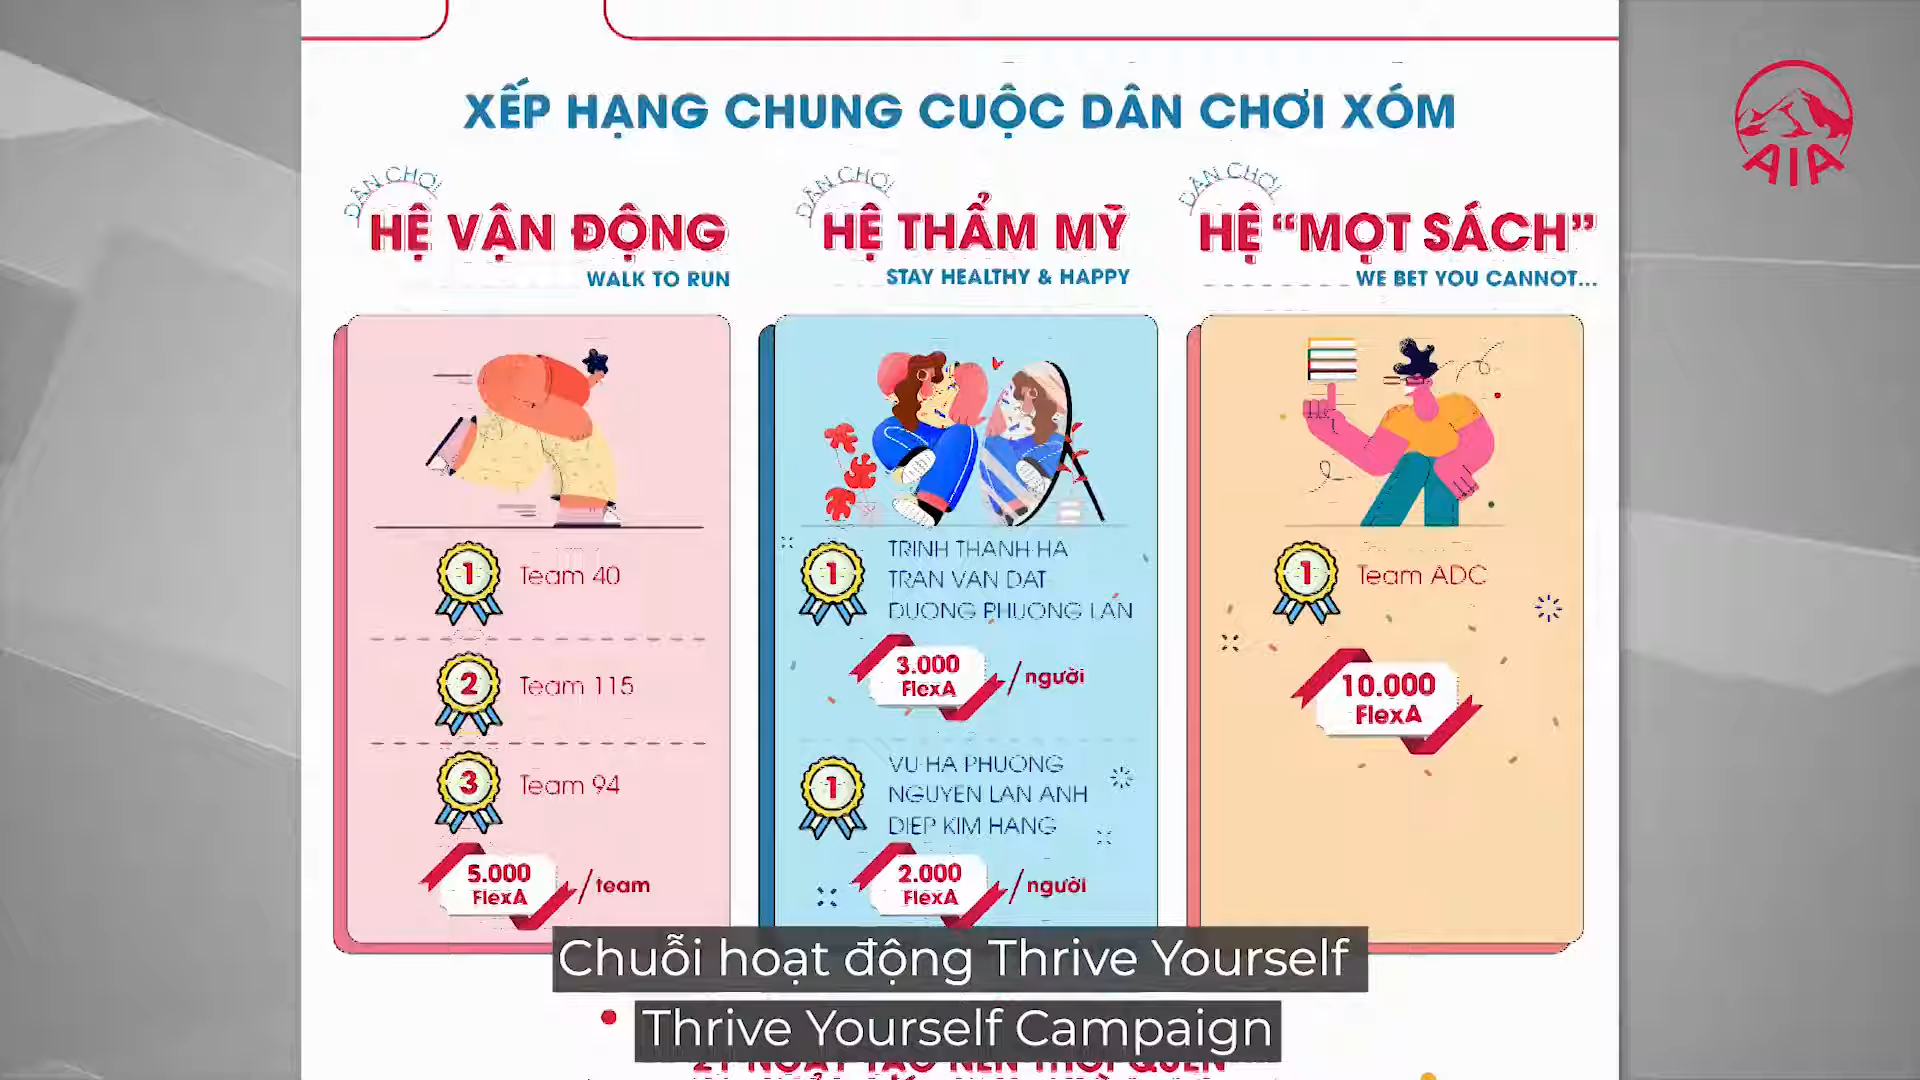 XẾP HẠNG CHUNG CUỘC DÂN CHƠI XÓM
AIA
DÂN CHƠI
HỆ VẬN ĐỘNG
WALK TO RUN
DÂN CHƠI
HỆ THẨM MỸ
STAY HEALTHY & HAPPY
DÂN CHƠI
HỆ “MỌT SÁCH”
WE BET YOU CANNOT...
1 Team 40
2 Team 115
3 Team 94
5.000
FlexA
/team
1
TRINH THANH HA
TRAN VAN DAT
DUONG PHUONG LAN
3.000
FlexA
/người
1
VU HA PHUONG
NGUYEN LAN ANH
DIEP KIM HANG
2.000
FlexA
/người
1 Team ADC
10.000
FlexA
Chuỗi hoạt động Thrive Yourself
Thrive Yourself Campaign